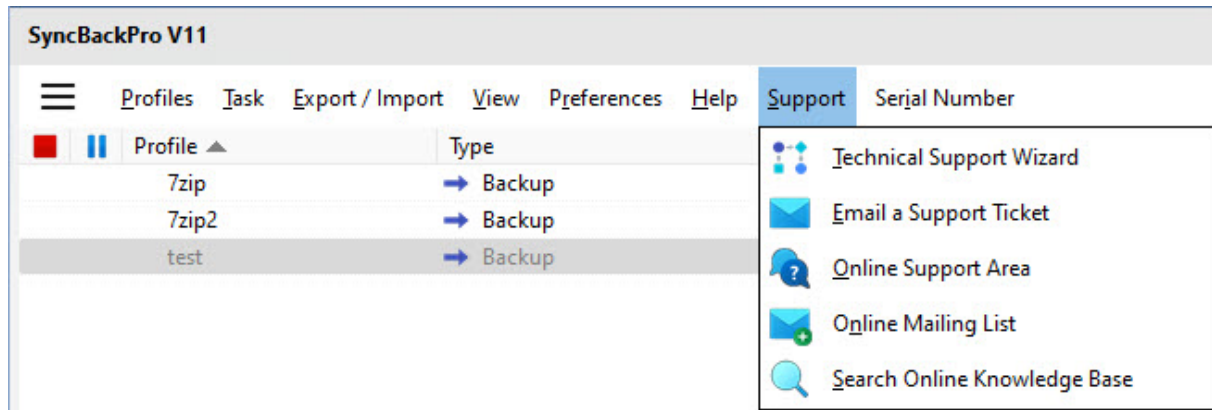 SyncBackPro V11
Profiles Task Export / Import View Preferences Help Support Serial Number
Profile Type
7zip Backup
7zip2 Backup
test Backup
Technical Support Wizard
Email a Support Ticket
Online Support Area
Online Mailing List
Search Online Knowledge Base